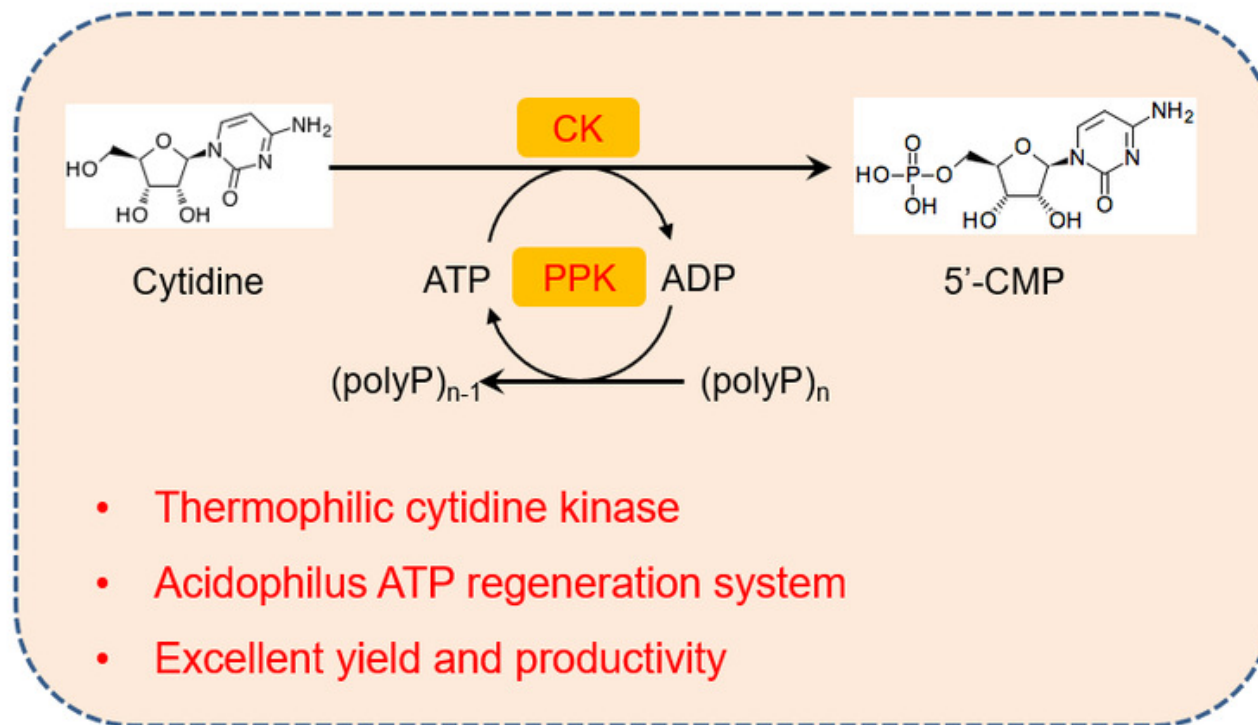 CK
NH₂
HO
O
N
N
O
HO
OH
O
HO-P-O
OH
O
N
N
NH₂
O
HO
OH
Cytidine
ATP
PPK
ADP
5’-CMP
(polyP)n-1
(polyP)n
• Thermophilic cytidine kinase
• Acidophilus ATP regeneration system
• Excellent yield and productivity